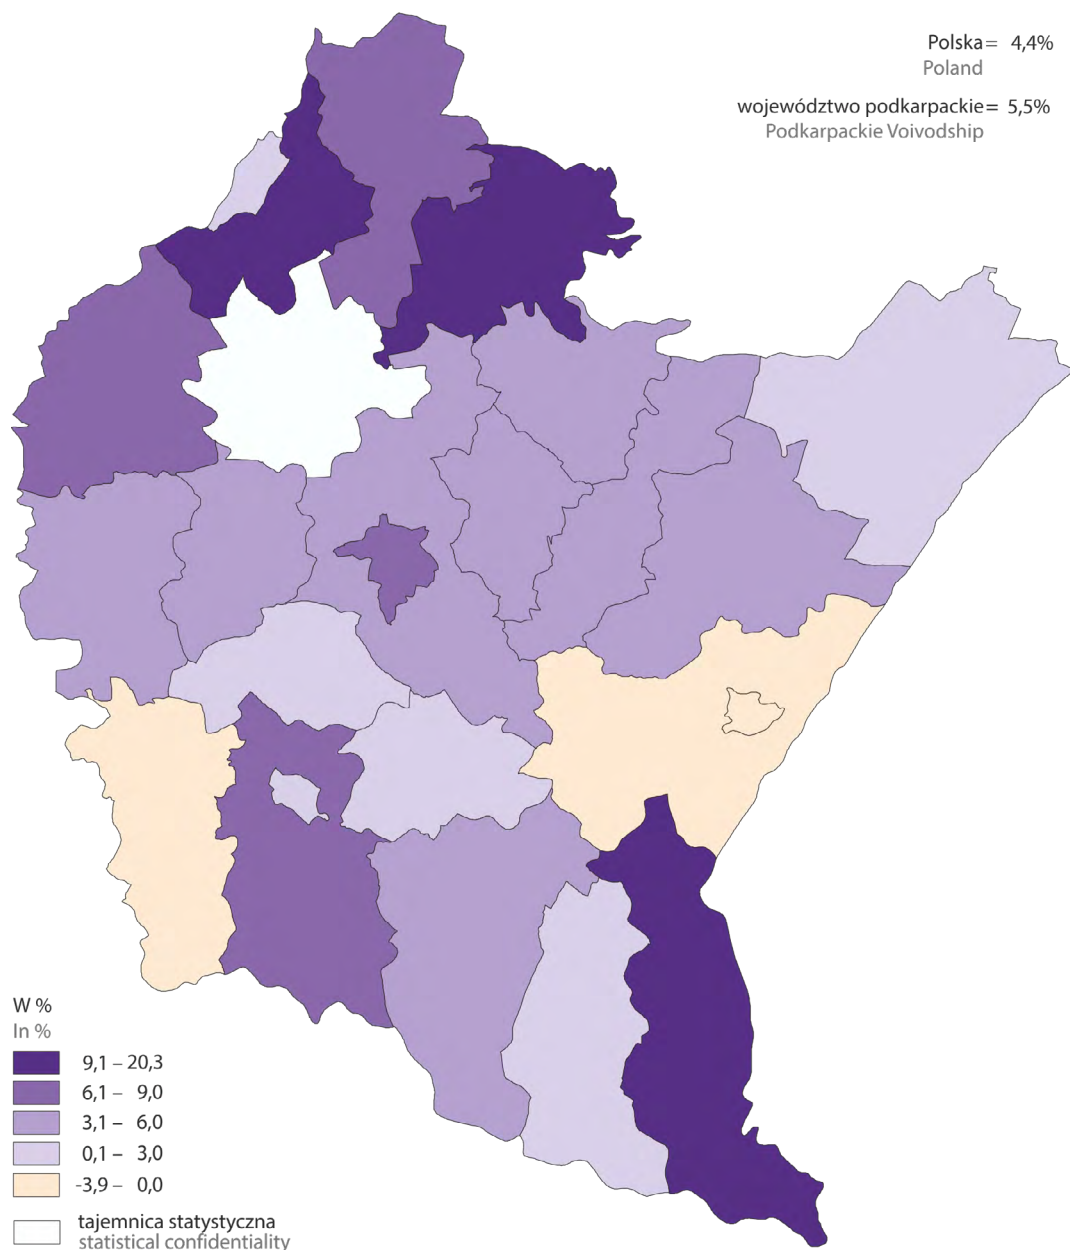 Polska = 4,4%
Poland
województwo podkarpackie = 5,5%
Podkarpackie Voivodship
W %
In %
9,1 – 20,3
6,1 – 9,0
3,1 – 6,0
0,1 – 3,0
-3,9 – 0,0
tajemnica statystyczna
statistical confidentiality